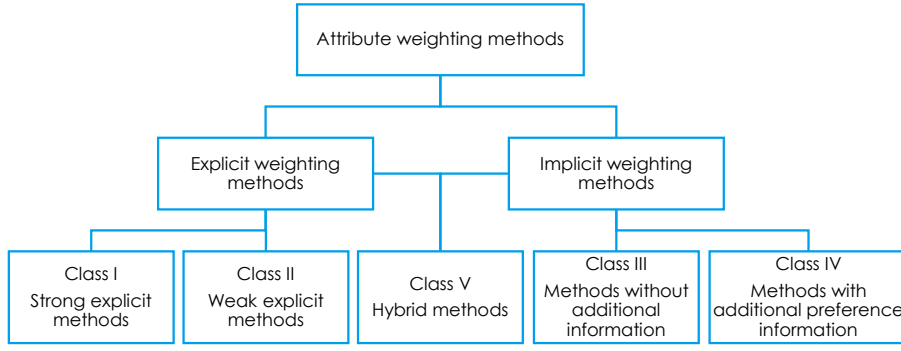 Attribute weighting methods
Explicit weighting
methods
Implicit weighting
methods
Class I
Strong explicit
methods
Class II
Weak explicit
methods
Class V
Hybrid methods
Class III
Methods without
additional
information
Class IV
Methods with
additional preference
information